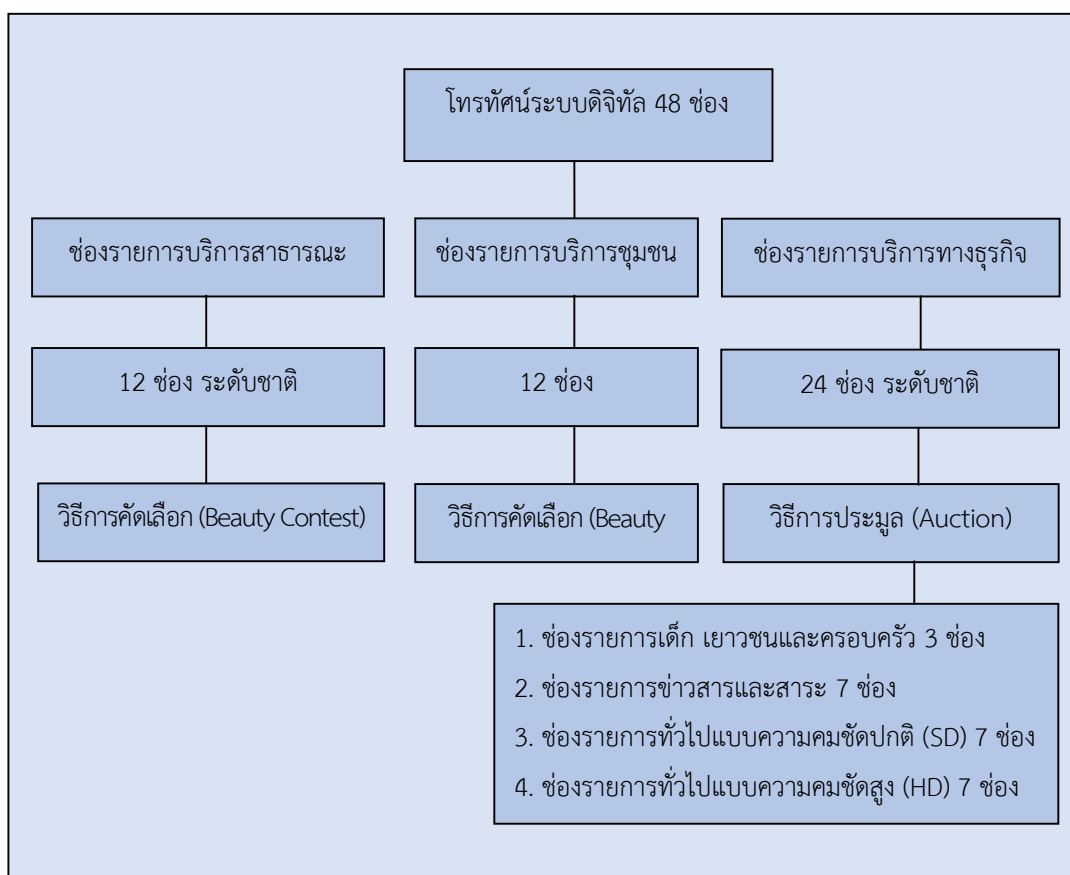 โทรทัศน์ระบบดิจิทัล 48 ช่อง
ช่องรายการบริการสาธารณะ
ช่องรายการบริการชุมชน
ช่องรายการบริการทางธุรกิจ
12 ช่อง ระดับชาติ
12 ช่อง
24 ช่อง ระดับชาติ
วิธีการคัดเลือก (Beauty Contest)
วิธีการคัดเลือก (Beauty
วิธีการประมูล (Auction)
1. ช่องรายการเด็ก เยาวชนและครอบครัว 3 ช่อง
2. ช่องรายการข่าวสารและสาระ 7 ช่อง
3. ช่องรายการทั่วไปแบบความคมชัดปกติ (SD) 7 ช่อง
4. ช่องรายการทั่วไปแบบความคมชัดสูง (HD) 7 ช่อง